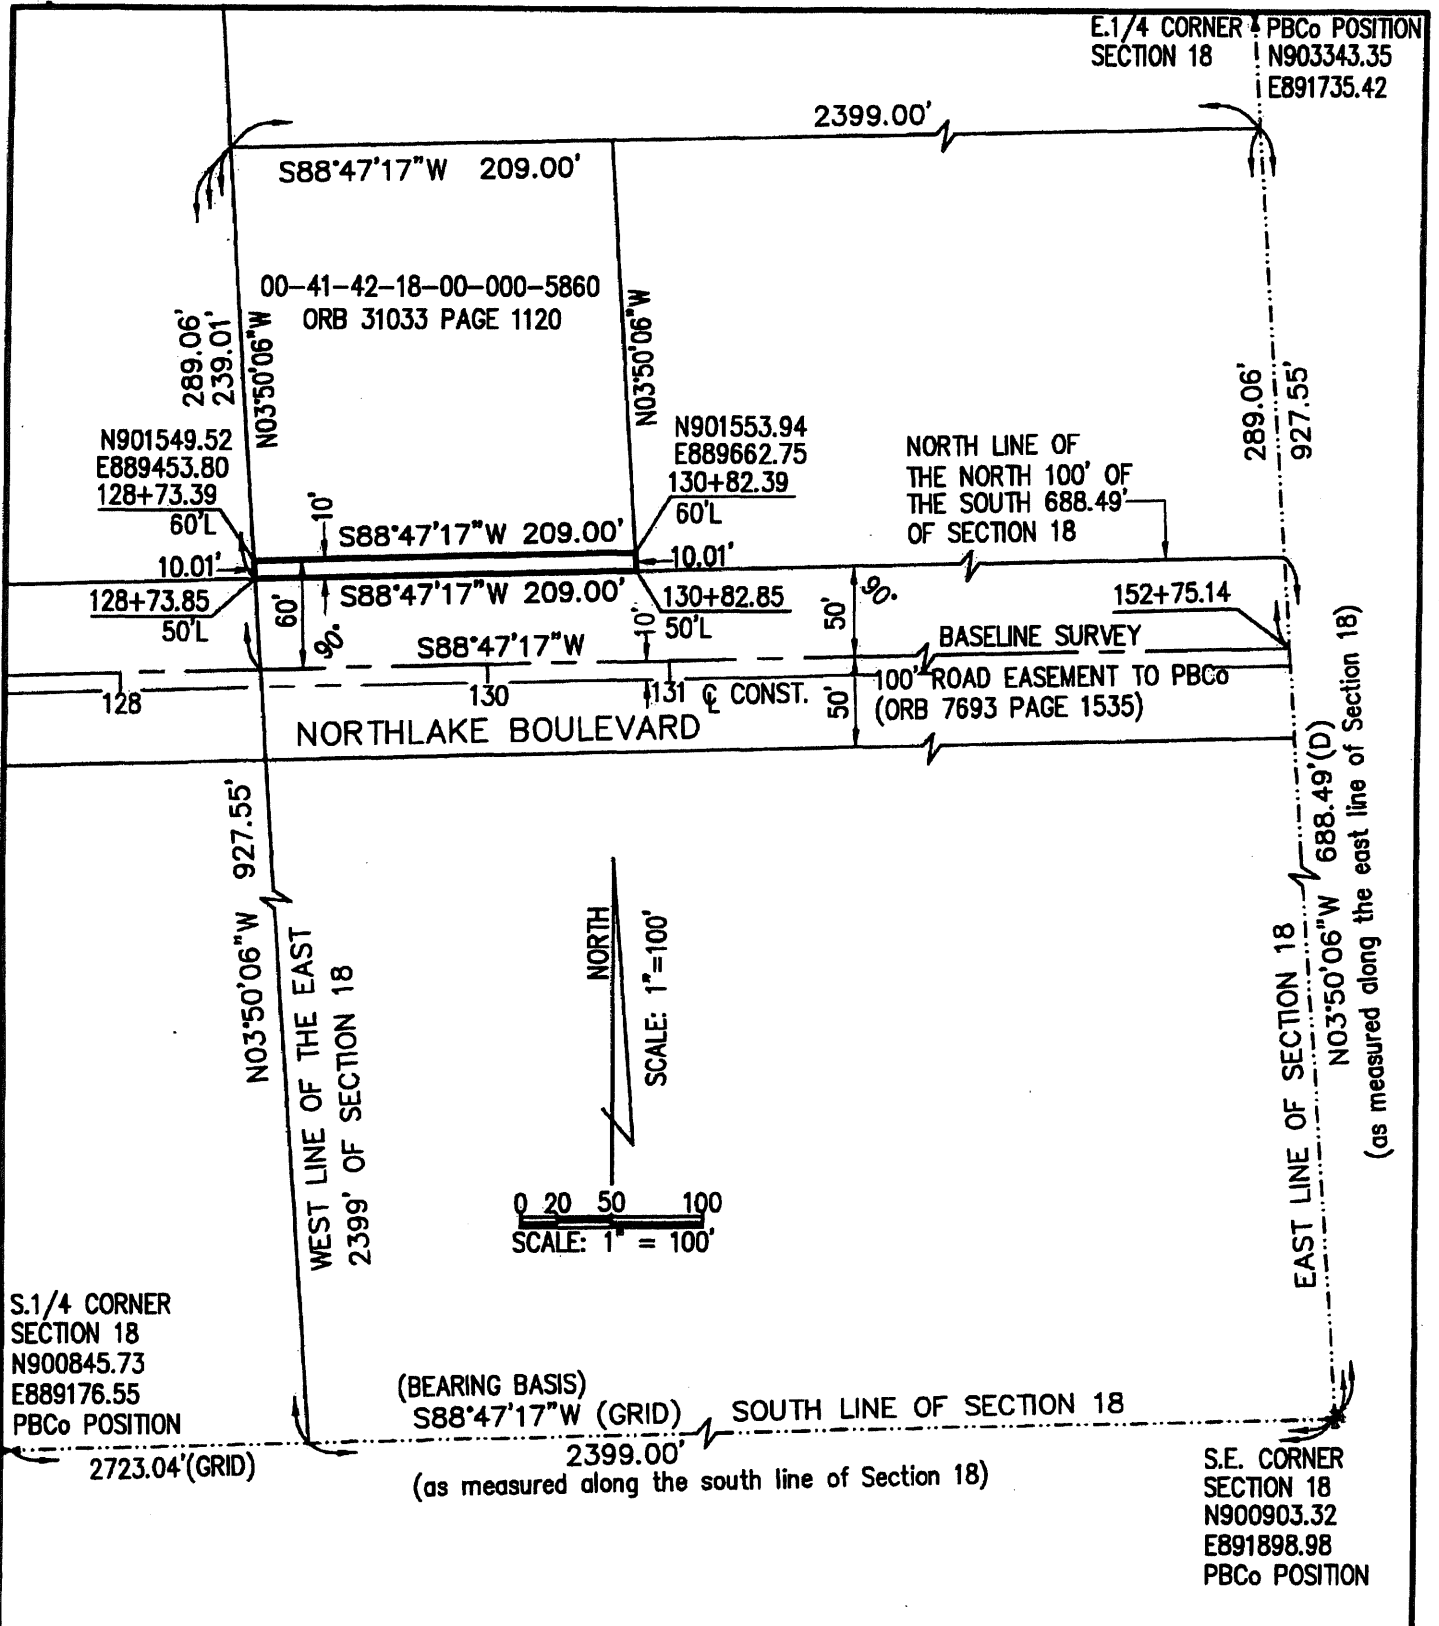 E.1/4 CORNER
SECTION 18
PBCo POSITION
N903343.35
E891735.42
2399.00'
S88°47'17"W 209.00'
00-41-42-18-00-000-5860
ORB 31033 PAGE 1120
289.06'
239.01'
N03°50'06"W
N03°50'06"W
289.06'
927.55'
N901549.52
E889453.80
128+73.39
60'L
N901553.94
E889662.75
130+82.39
60'L
NORTH LINE OF
THE NORTH 100' OF
THE SOUTH 688.49'
OF SECTION 18
10'
S88°47'17"W 209.00'
10.01'
10.01'
S88°47'17"W 209.00'
128+73.85
50'L
60'
90°
130+82.85
50'L
10'
50'
90°
152+75.14
S88°47'17"W
BASELINE SURVEY
128
130
131
℄ CONST.
50'
100' ROAD EASEMENT TO PBCo
(ORB 7693 PAGE 1535)
NORTHLAKE BOULEVARD
N03°50'06"W 927.55'
WEST LINE OF THE EAST
2399' OF SECTION 18
NORTH
SCALE: 1"=100'
EAST LINE OF SECTION 18
N03°50'06"W 688.49'(D)
(as measured along the east line of Section 18)
0 20 50 100
SCALE: 1" = 100'
S.1/4 CORNER
SECTION 18
N900845.73
E889176.55
PBCo POSITION
2723.04'(GRID)
(BEARING BASIS)
S88°47'17"W (GRID)
SOUTH LINE OF SECTION 18
2399.00'
(as measured along the south line of Section 18)
S.E. CORNER
SECTION 18
N900903.32
E891898.98
PBCo POSITION